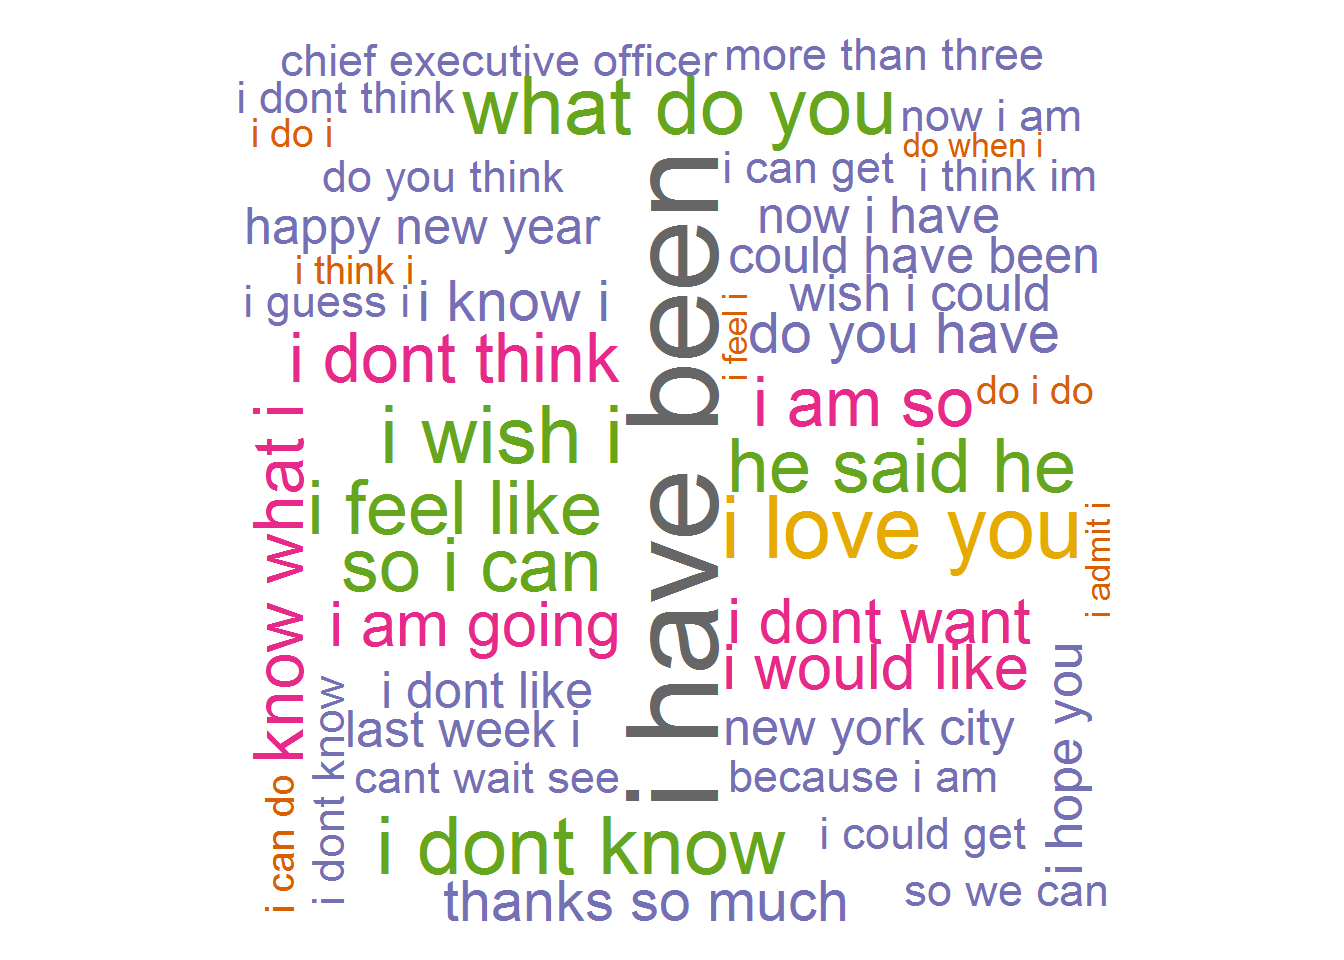 chief executive officer
more than three
i dont think
what do you
now i am
i do i
do when i
do you think
i can get
i think im
happy new year
now i have
could have been
i think i
wish i could
i guess i
i know i
i feel i
do you have
i dont think
i have been
i am so
do i do
know what i
i wish i
he said he
i feel like
i love you
i admit i
so i can
i am going
i dont want
i would like
i hope you
i dont like
i dont know
last week i
new york city
cant wait see
because i am
i can do
i dont know
i could get
thanks so much
so we can